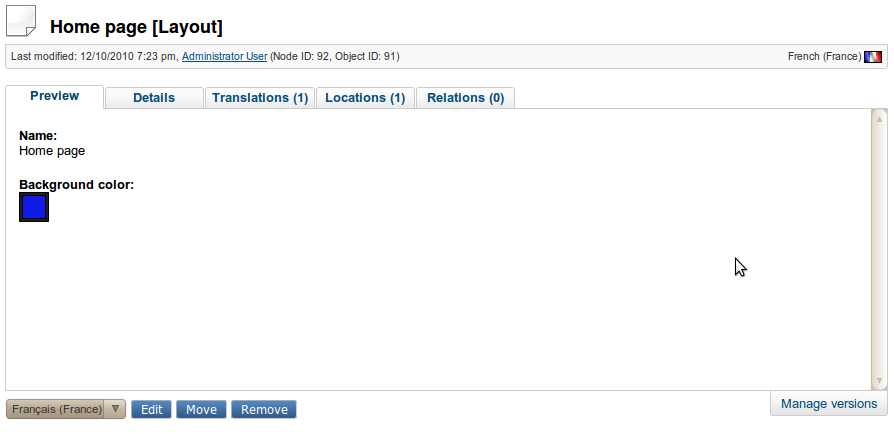 Home page [Layout]
Last modified: 12/10/2010 7:23 pm, Administrator User (Node ID: 92, Object ID: 91) French (France)
Preview Details Translations (1) Locations (1) Relations (0)
Name:
Home page
Background color:
Français (France) Edit Move Remove Manage versions